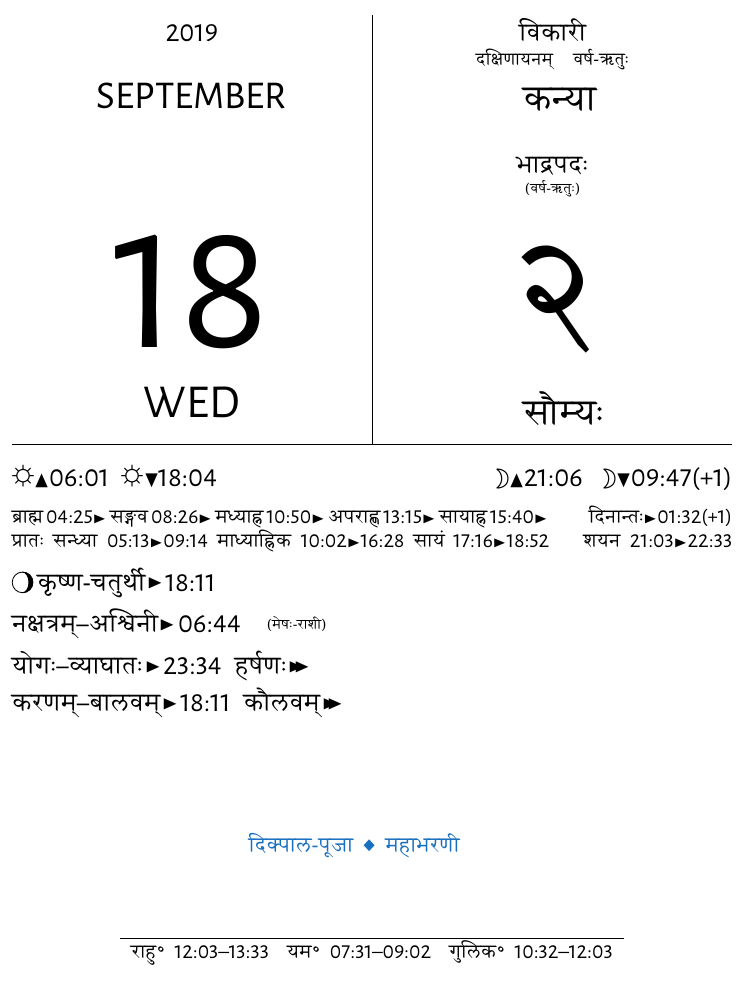 2019
SEPTEMBER
18
WED
विकारी
दक्षिणायनम् वर्ष-ऋतुः
कन्या
भाद्रपदः
(वर्ष-ऋतुः)
२
सौम्यः
☼▲06:01 ☼▼18:04 ☽▲21:06 ☽▼09:47(+1)
ब्राह्म 04:25► सङ्गव 08:26► मध्याह्न 10:50► अपराह्ण 13:15► सायाह्न 15:40► दिनान्तः►01:32(+1)
प्रातः सन्ध्या 05:13►09:14 माध्याह्निक 10:02►16:28 सायं 17:16►18:52 शयन 21:03►22:33
🌖कृष्ण-चतुर्थी►18:11
नक्षत्रम्–अश्विनी►06:44 (मेषः-राशी)
योगः–व्याघातः►23:34 हर्षणः►►
करणम्–बालवम्►18:11 कौलवम्►►
दिक्पाल-पूजा ◆ महाभरणी
राहु° 12:03–13:33 यम° 07:31–09:02 गुलिक° 10:32–12:03